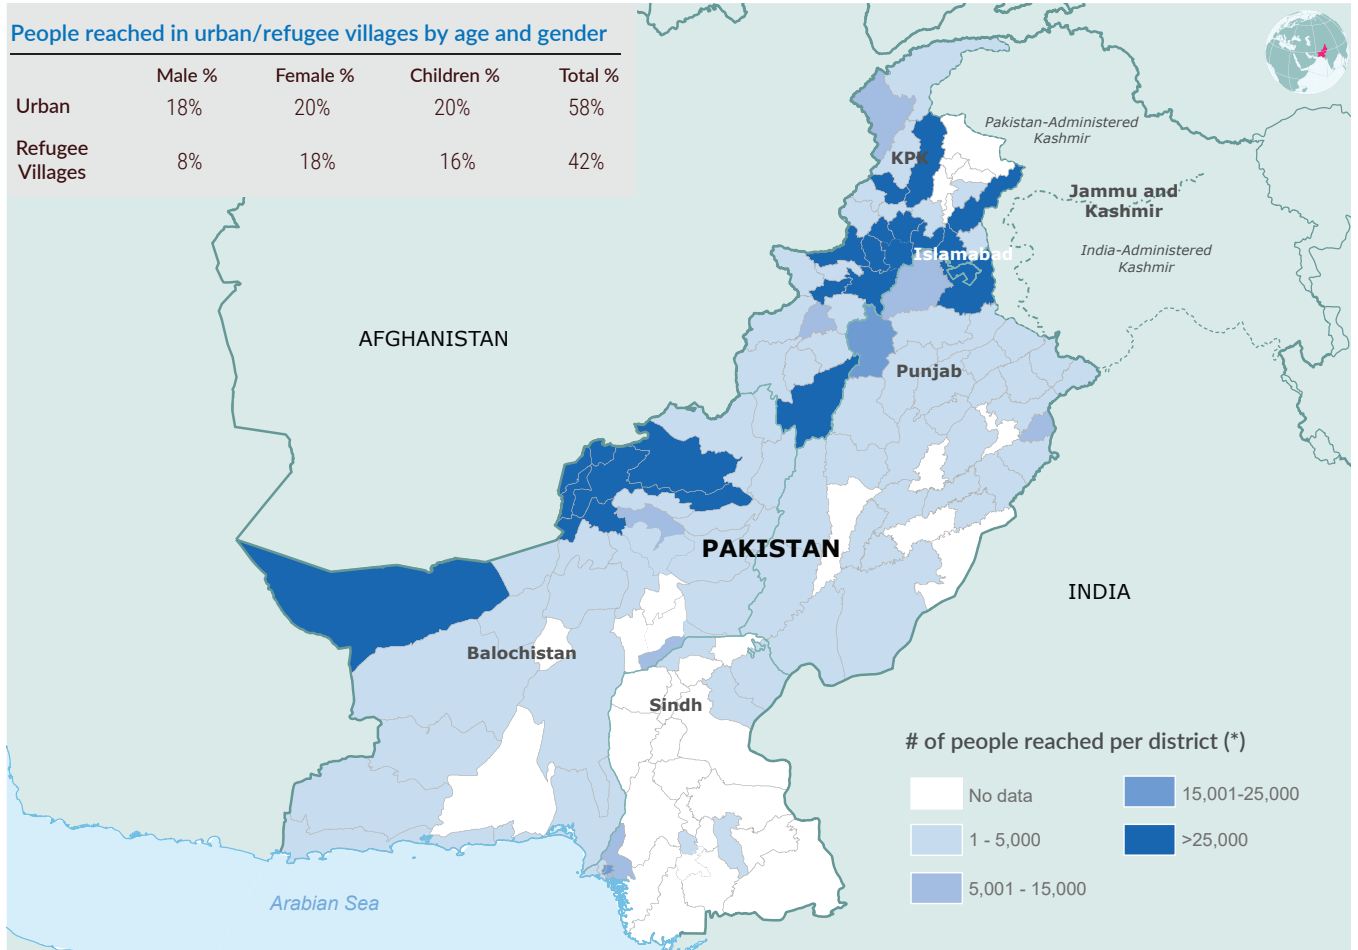 People reached in urban/refugee villages by age and gender
Male % Female % Children % Total %
Urban 18% 20% 20% 58%
Refugee
Villages 8% 18% 16% 42%
Pakistan-Administered
Kashmir
KPK
Jammu and
Kashmir
India-Administered
Kashmir
Islamabad
AFGHANISTAN
Punjab
PAKISTAN
INDIA
Balochistan
Sindh
Arabian Sea
# of people reached per district (*)
No data
1 - 5,000
5,001 - 15,000
15,001-25,000
>25,000